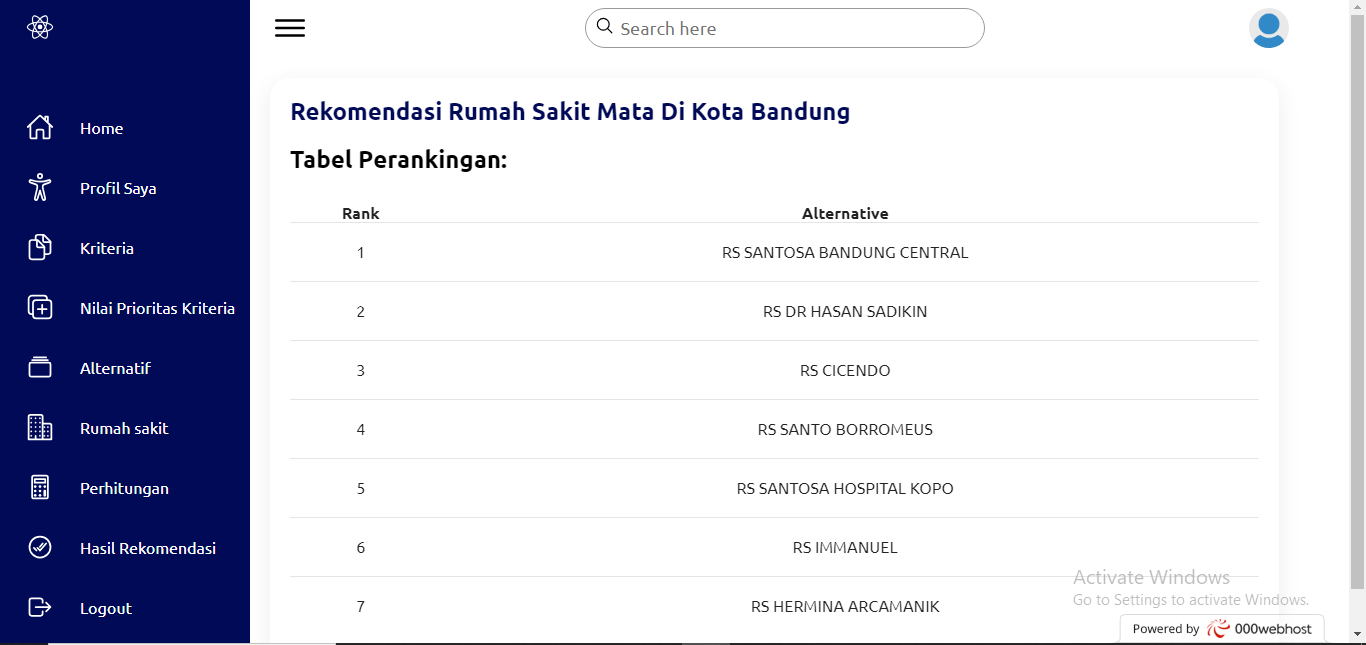 Search here
Home
Profil Saya
Kriteria
Nilai Prioritas Kriteria
Alternatif
Rumah sakit
Perhitungan
Hasil Rekomendasi
Logout
Rekomendasi Rumah Sakit Mata Di Kota Bandung
Tabel Perankingan:
Rank Alternative
1 RS SANTOSA BANDUNG CENTRAL
2 RS DR HASAN SADIKIN
3 RS CICENDO
4 RS SANTO BORROMEUS
5 RS SANTOSA HOSPITAL KOPO
6 RS IMMANUEL
7 RS HERMINA ARCAMANIK
Activate Windows
Go to Settings to activate Windows.
Powered by 000webhost